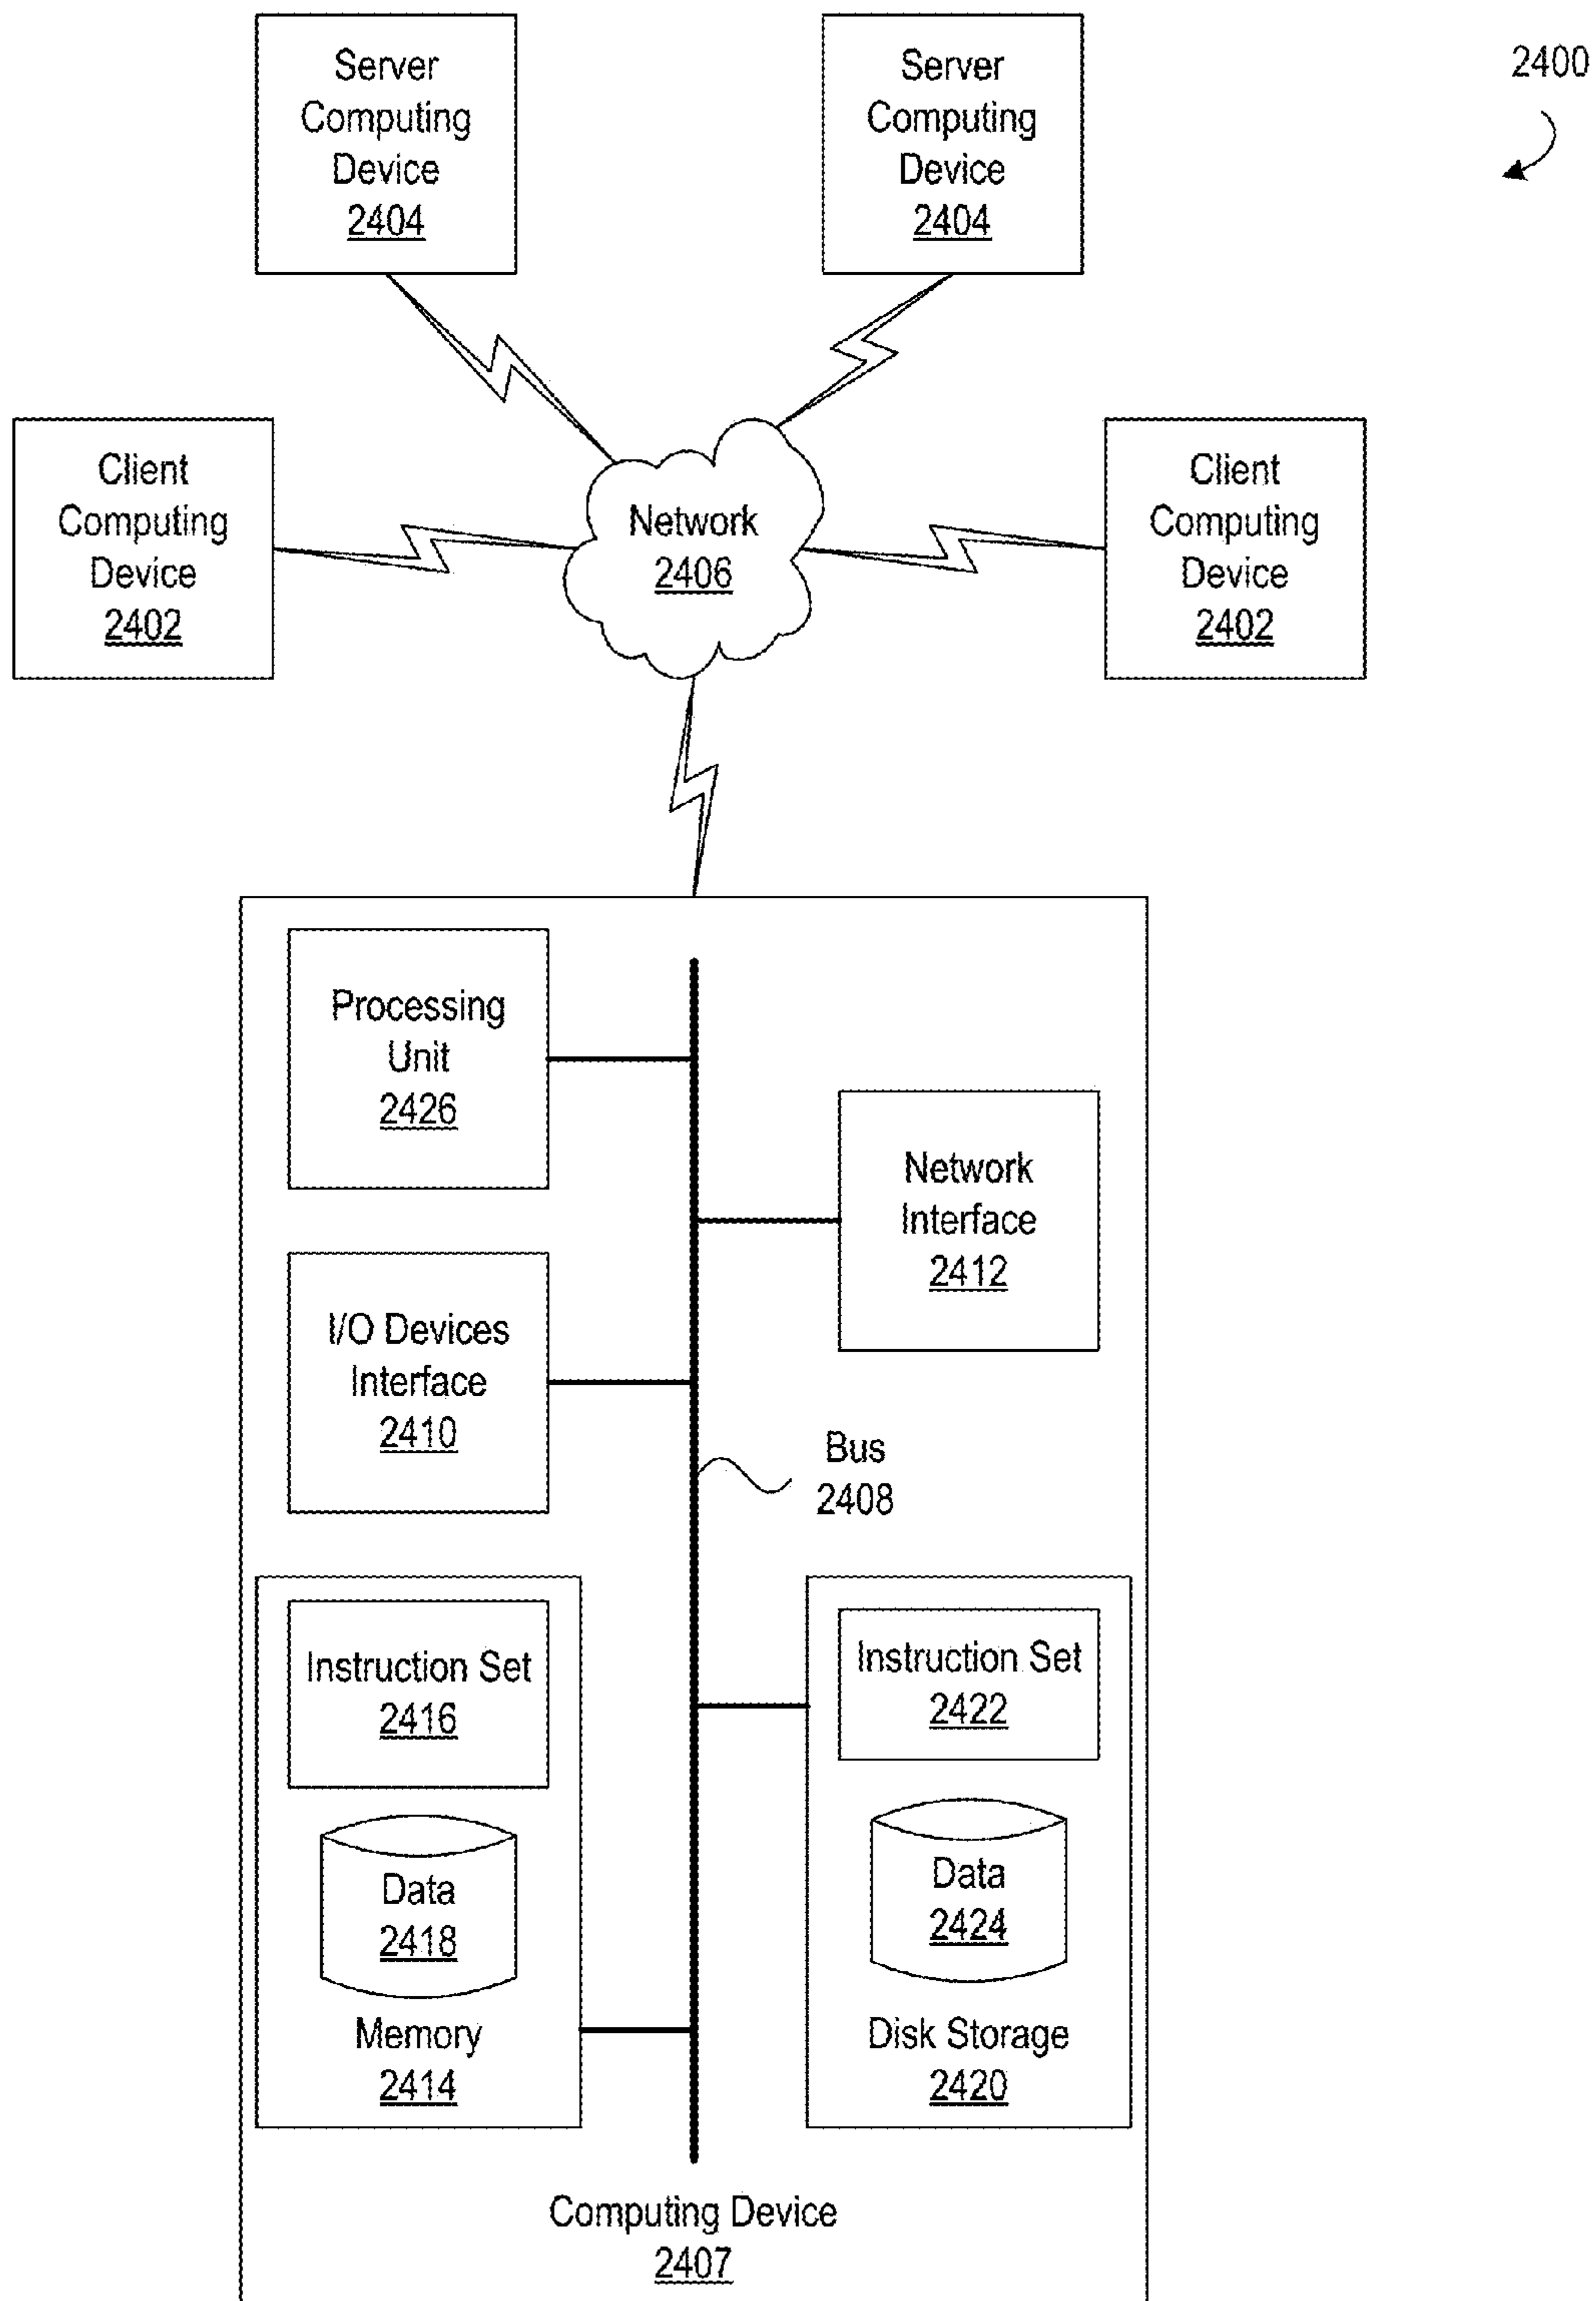 2400
Server
Computing
Device
2404
Server
Computing
Device
2404
Client
Computing
Device
2402
Network
2406
Client
Computing
Device
2402
Processing
Unit
2426
Network
Interface
2412
I/O Devices
Interface
2410
Bus
2408
Instruction Set
2416
Data
2418
Memory
2414
Instruction Set
2422
Data
2424
Disk Storage
2420
Computing Device
2407